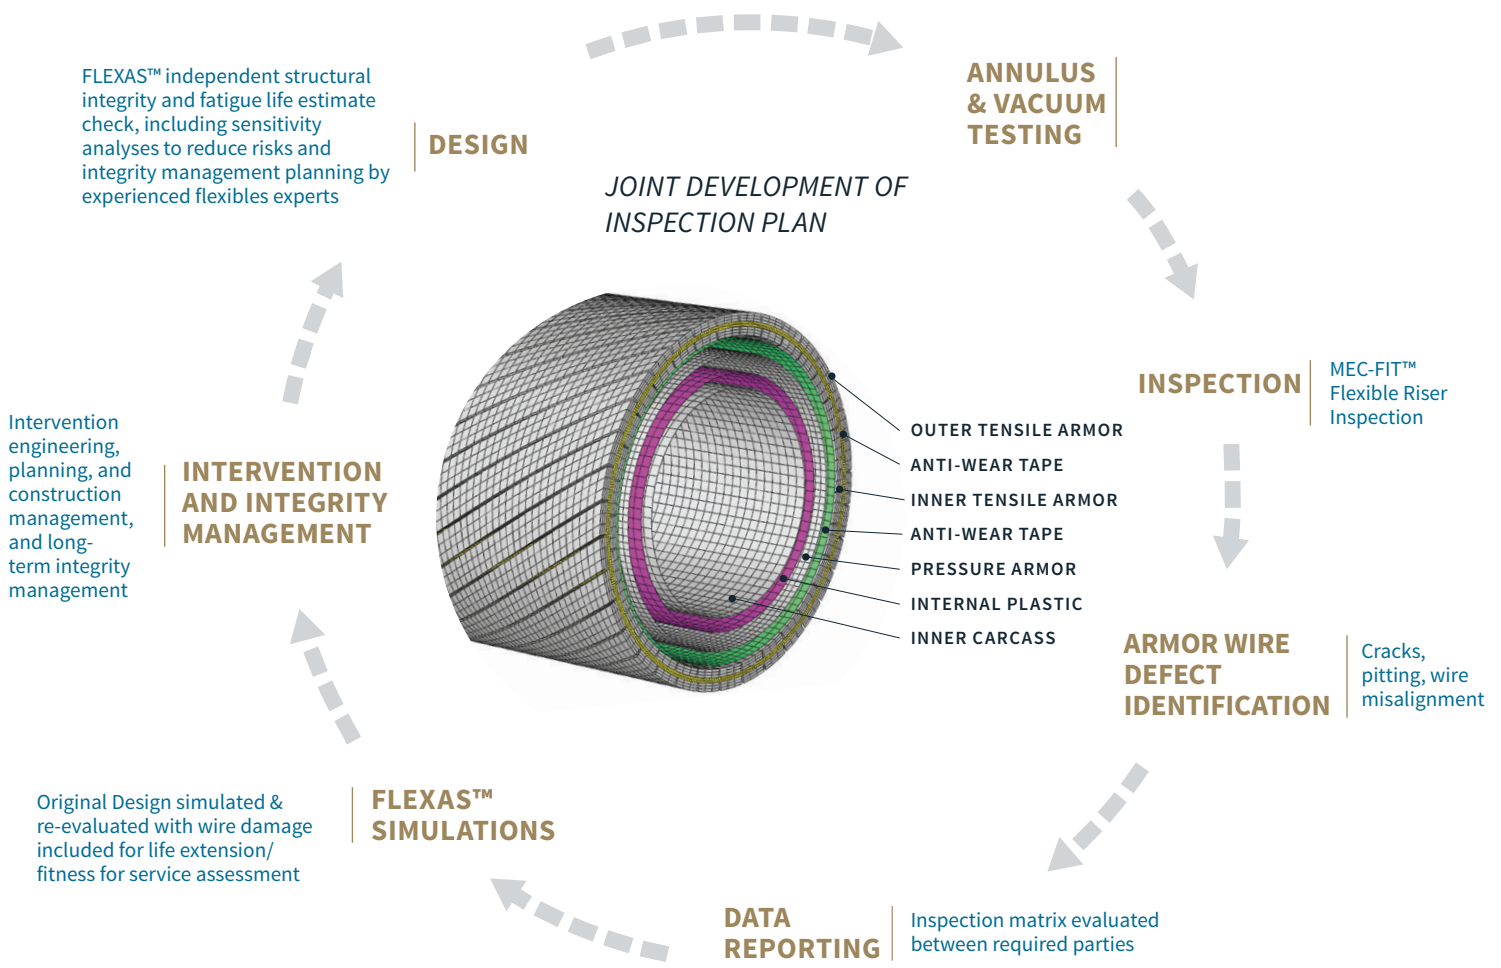 FLEXAS™ independent structural
integrity and fatigue life estimate
check, including sensitivity
analyses to reduce risks and
integrity management planning by
experienced flexibles experts
DESIGN
ANNULUS
& VACUUM
TESTING
JOINT DEVELOPMENT OF
INSPECTION PLAN
INSPECTION
MEC-FIT™
Flexible Riser
Inspection
OUTER TENSILE ARMOR
ANTI-WEAR TAPE
INNER TENSILE ARMOR
ANTI-WEAR TAPE
PRESSURE ARMOR
INTERNAL PLASTIC
INNER CARCASS
ARMOR WIRE
DEFECT
IDENTIFICATION
Cracks,
pitting, wire
misalignment
DATA
REPORTING
Inspection matrix evaluated
between required parties
FLEXAS™
SIMULATIONS
Original Design simulated &
re-evaluated with wire damage
included for life extension/
fitness for service assessment
INTERVENTION
AND INTEGRITY
MANAGEMENT
Intervention
engineering,
planning, and
construction
management,
and long-
term integrity
management